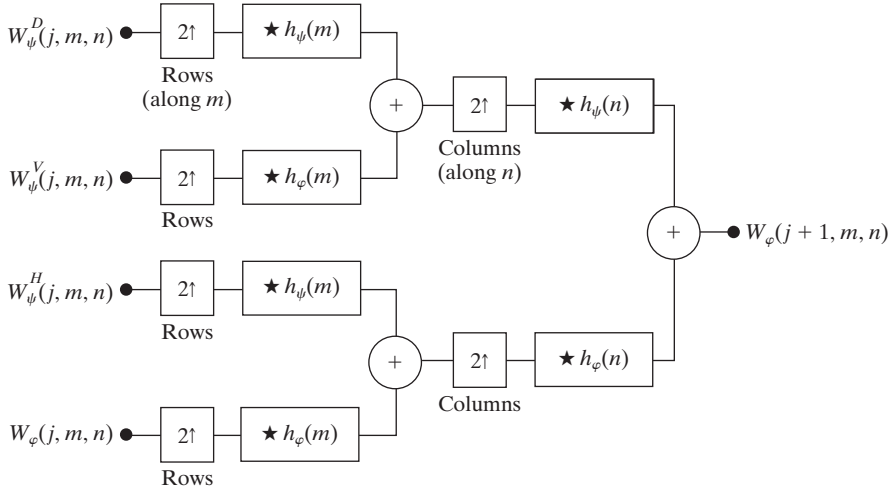 W_ψ^D(j, m, n)
2↑
★ h_ψ(m)
Rows
(along m)
+
2↑
★ h_ψ(n)
Columns
(along n)
W_ψ^V(j, m, n)
2↑
★ h_φ(m)
Rows
+
W_φ(j + 1, m, n)
W_ψ^H(j, m, n)
2↑
★ h_ψ(m)
Rows
+
2↑
★ h_φ(n)
Columns
W_φ(j, m, n)
2↑
★ h_φ(m)
Rows